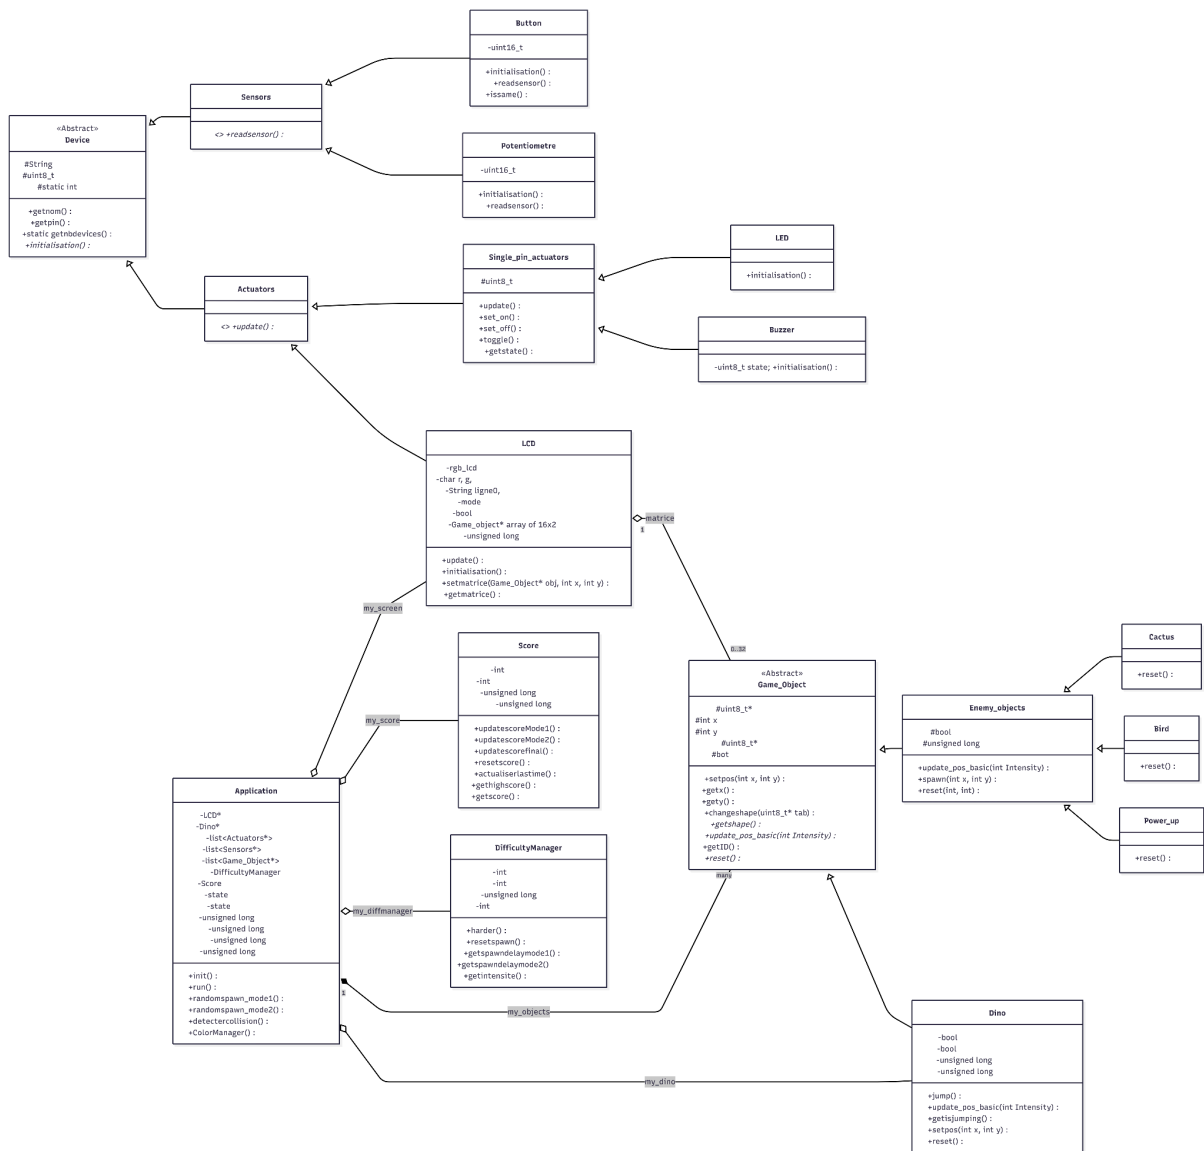 Button
-uint16_t
+initialisation() :
+readsensor() :
+issame() :
Sensors
<> +readsensor() :
«Abstract»
Device
#String
#uint8_t
#static int
+getnom() :
+getpin() :
+static getnbdevices() :
+initialisation() :
Potentiometre
-uint16_t
+initialisation() :
+readsensor() :
LED
+initialisation() :
Single_pin_actuators
#uint8_t
+update() :
+set_on() :
+set_off() :
+toggle() :
+getstate() :
Actuators
<> +update() :
Buzzer
-uint8_t state; +initialisation() :
LCD
-rgb_lcd
-char r, g,
-String ligne0,
-mode
-bool
-Game_object* array of 16x2
-unsigned long
+update() :
+initialisation() :
+setmatrice(Game_Object* obj, int x, int y) :
+getmatrice() :
matrice
1
0..32
my_screen
Score
-int
-int
-unsigned long
-unsigned long
+updatescoreMode1() :
+updatescoreMode2() :
+updatescorefinal() :
+resetscore() :
+actualiserlastime() :
+gethighscore() :
+getscore() :
my_score
«Abstract»
Game_Object
#uint8_t*
#int x
#int y
#uint8_t*
#bot
+setpos(int x, int y) :
+getx() :
+gety() :
+changeshape(uint8_t* tab) :
+getshape() :
+update_pos_basic(int Intensity) :
+getID() :
+reset() :
many
Cactus
+reset() :
Enemy_objects
#bool
#unsigned long
+update_pos_basic(int Intensity) :
+spawn(int x, int y) :
+reset(int, int) :
Bird
+reset() :
Power_up
+reset() :
Application
-LCD*
-Dino*
-list<Actuators*>
-list<Sensors*>
-list<Game_Object*>
-DifficultyManager
-Score
-state
-state
-unsigned long
-unsigned long
-unsigned long
-unsigned long
+init() :
+run() :
+randomspawn_mode1() :
+randomspawn_mode2() :
+detectercollision() :
+ColorManager() :
DifficultyManager
-int
-int
-unsigned long
-int
+harder() :
+resetspawn() :
+getspawndelaymode1() :
+getspawndelaymode2()
+getintensite() :
my_diffmanager
1
my_objects
my_dino
Dino
-bool
-bool
-unsigned long
-unsigned long
+jump() :
+update_pos_basic(int Intensity) :
+getisjumping() :
+setpos(int x, int y) :
+reset() :